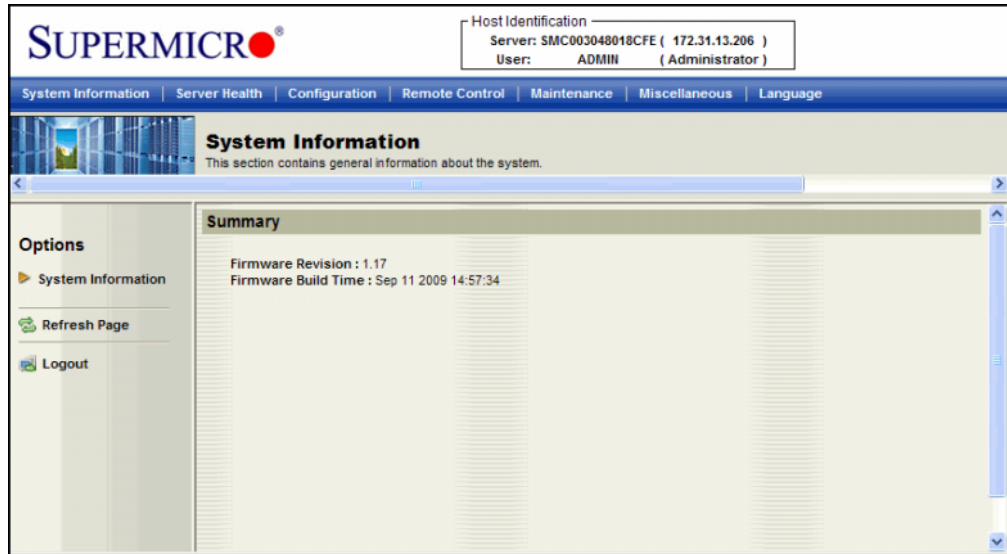 SUPERMICRO®
Host Identification
Server: SMC003048018CFE ( 172.31.13.206 )
User: ADMIN ( Administrator )
System Information | Server Health | Configuration | Remote Control | Maintenance | Miscellaneous | Language
System Information
This section contains general information about the system.
Options
System Information
Refresh Page
Logout
Summary
Firmware Revision : 1.17
Firmware Build Time : Sep 11 2009 14:57:34